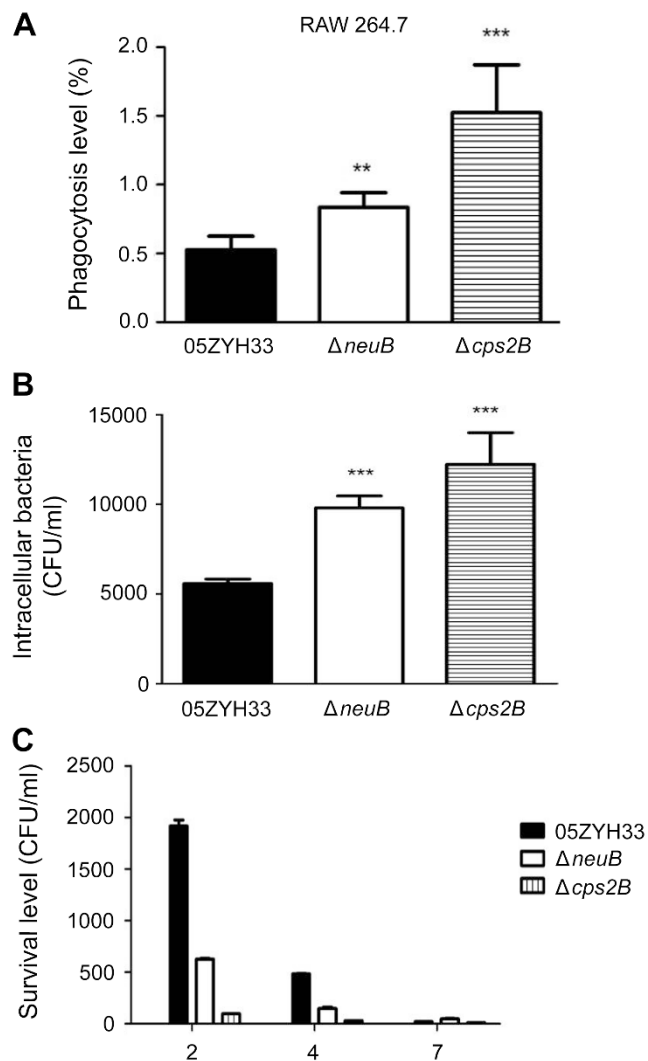 A
RAW 264.7
***
**
Phagocytosis level (%)
2.0
1.5
1.0
0.5
0.0
05ZYH33
ΔneuB
Δcps2B
B
***
***
Intracellular bacteria
(CFU/ml)
15000
10000
5000
0
05ZYH33
ΔneuB
Δcps2B
C
Survival level (CFU/ml)
2500
2000
1500
1000
500
0
2
4
7
05ZYH33
ΔneuB
Δcps2B